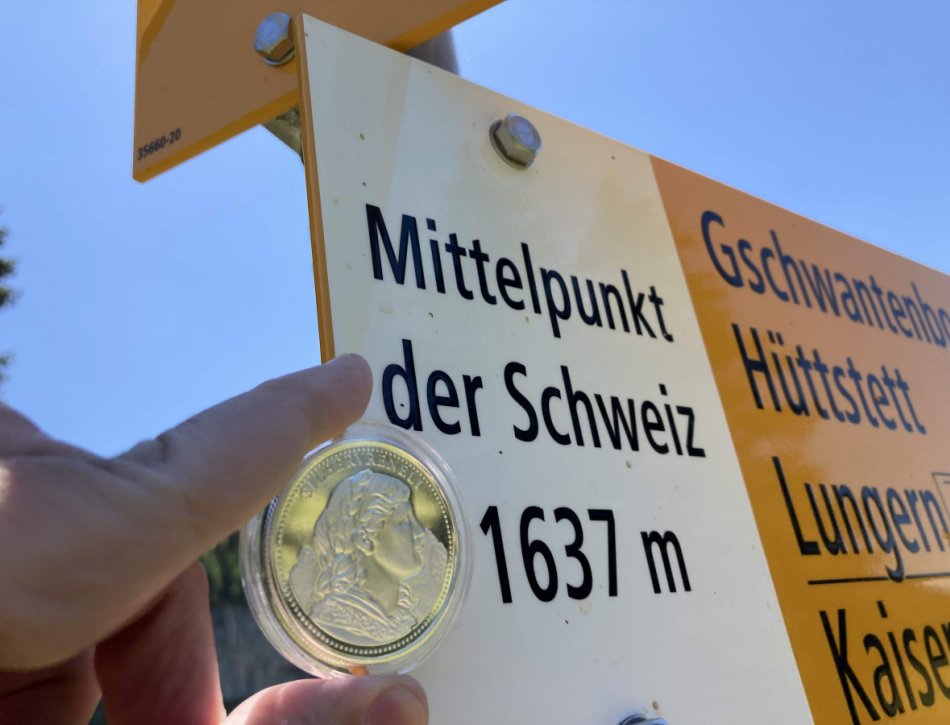 35660-20
Mittelpunkt
der Schweiz
1637 m
Hüttstett
Lungern